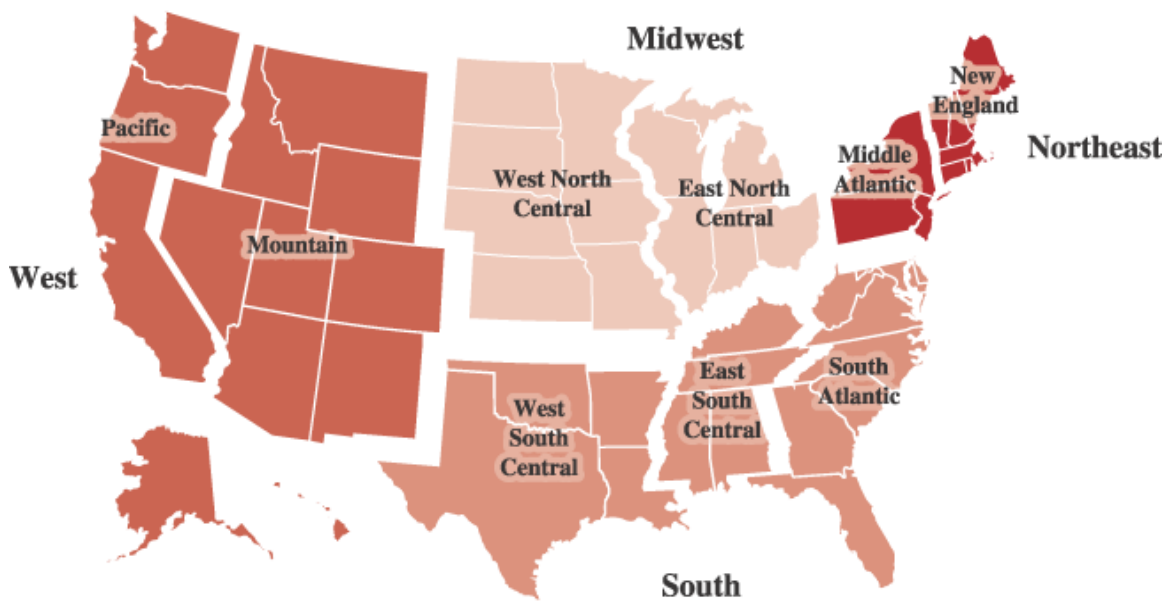 Midwest
New
England
Pacific
Northeast
Middle
Atlantic
West North
Central
East North
Central
Mountain
West
East
South
Central
South
Atlantic
West
South
Central
South